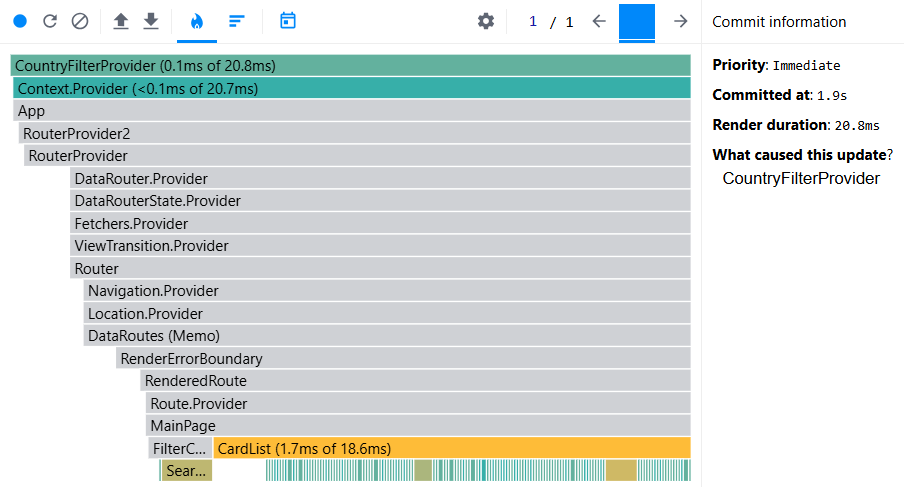 1 / 1
Commit information
CountryFilterProvider (0.1ms of 20.8ms)
Context.Provider (<0.1ms of 20.7ms)
App
RouterProvider2
RouterProvider
DataRouter.Provider
DataRouterState.Provider
Fetchers.Provider
ViewTransition.Provider
Router
Navigation.Provider
Location.Provider
DataRoutes (Memo)
RenderErrorBoundary
RenderedRoute
Route.Provider
MainPage
FilterC...
CardList (1.7ms of 18.6ms)
Sear...
Priority: Immediate
Committed at: 1.9s
Render duration: 20.8ms
What caused this update?
CountryFilterProvider